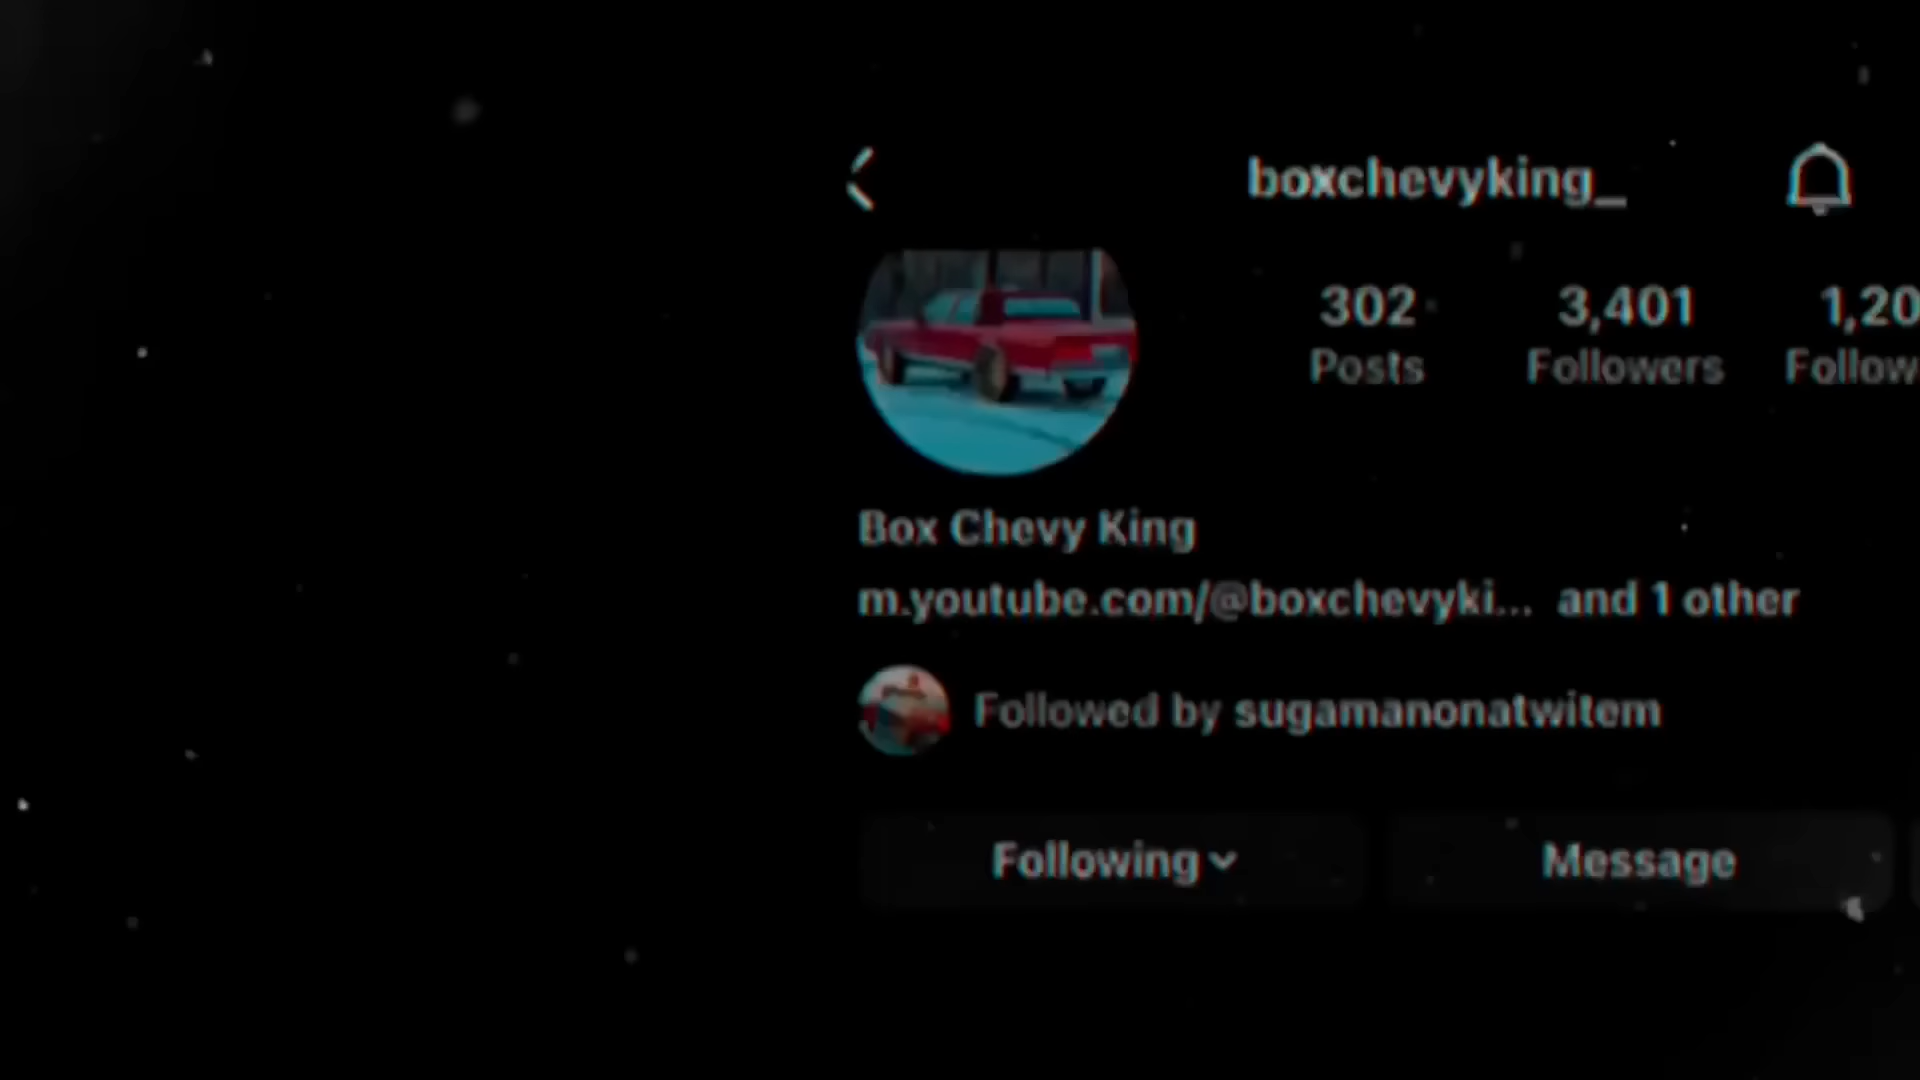 boxchevyking_
302 3,401 1,20
Posts Followers Follow
Box Chevy King
m.youtube.com/@boxchevyki... and 1 other
Followed by sugamanonatwitem
Following
Message